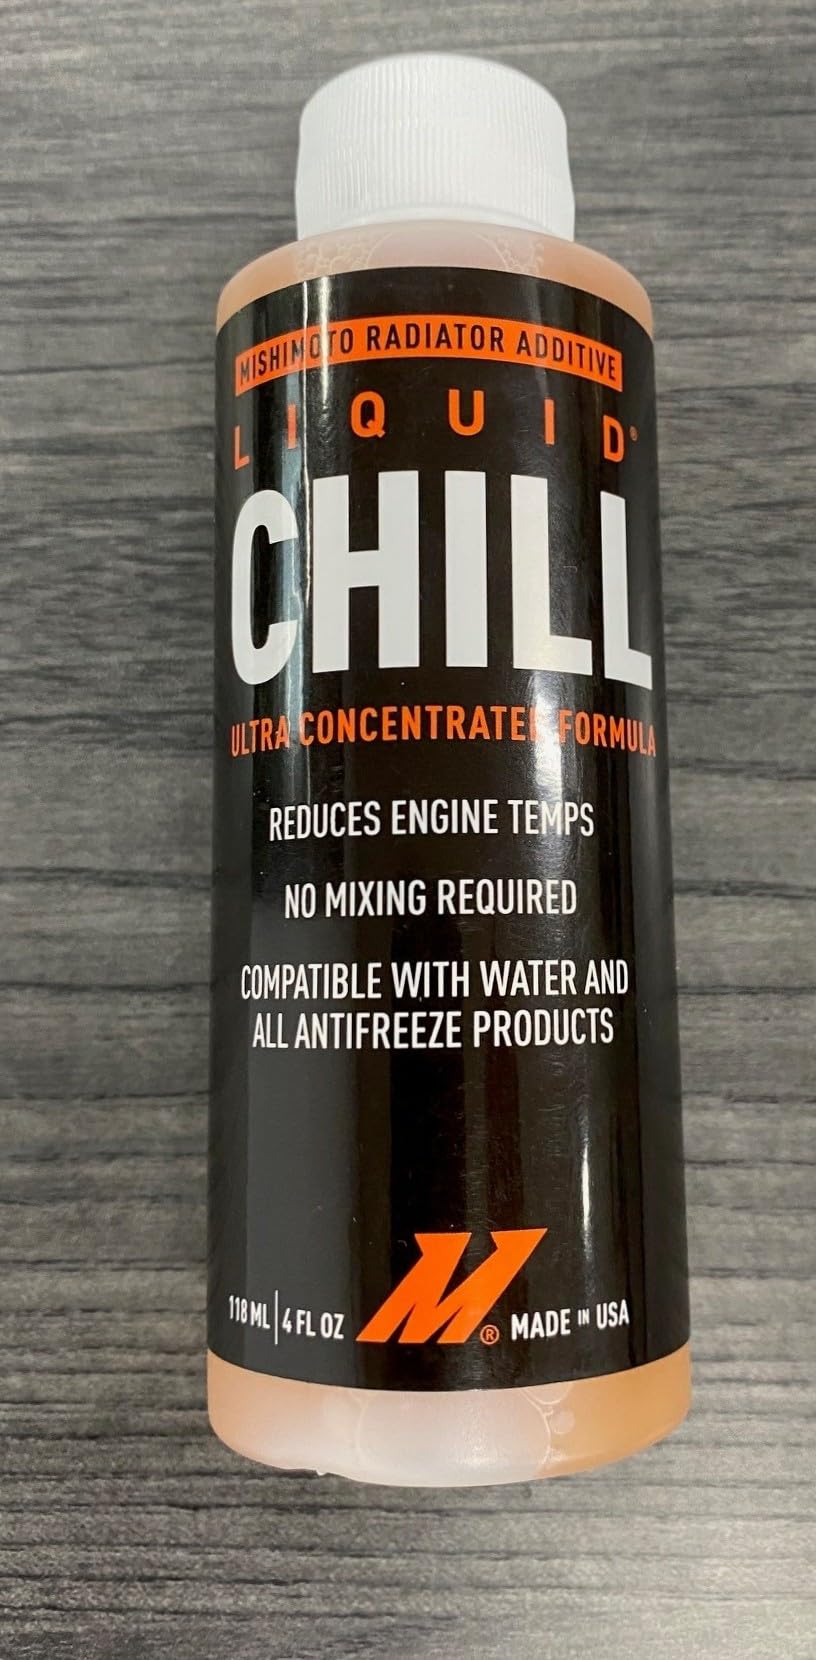 MISHIMOTO RADIATOR ADDITIVE
LIQUID®
CHILL
ULTRA CONCENTRATED FORMULA
REDUCES ENGINE TEMPS
NO MIXING REQUIRED
COMPATIBLE WITH WATER AND
ALL ANTIFREEZE PRODUCTS
118 ML | 4 FL OZ M® MADE IN USA